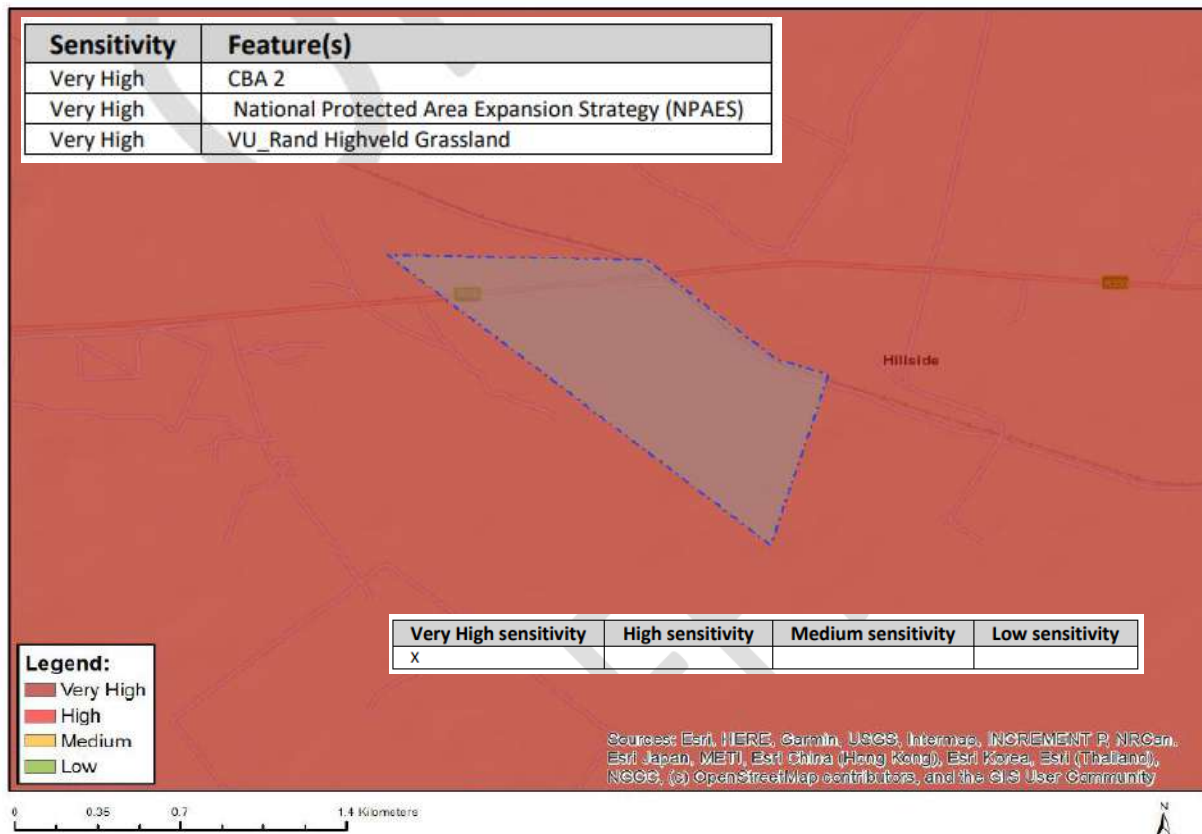 Sensitivity Feature(s)
Very High CBA 2
Very High National Protected Area Expansion Strategy (NPAES)
Very High VU_Rand Highveld Grassland
Hillside
Very High sensitivity High sensitivity Medium sensitivity Low sensitivity
X
Legend:
Very High
High
Medium
Low
Sources: Esri, HERE, Garmin, USGS, Intermap, INCREMENT P, NRCan,
Esri Japan, METI, Esri China (Hong Kong), Esri Korea, Esri (Thailand),
NGCC, (c) OpenStreetMap contributors, and the GIS User Community
0 0.35 0.7 1.4 Kilometers
N